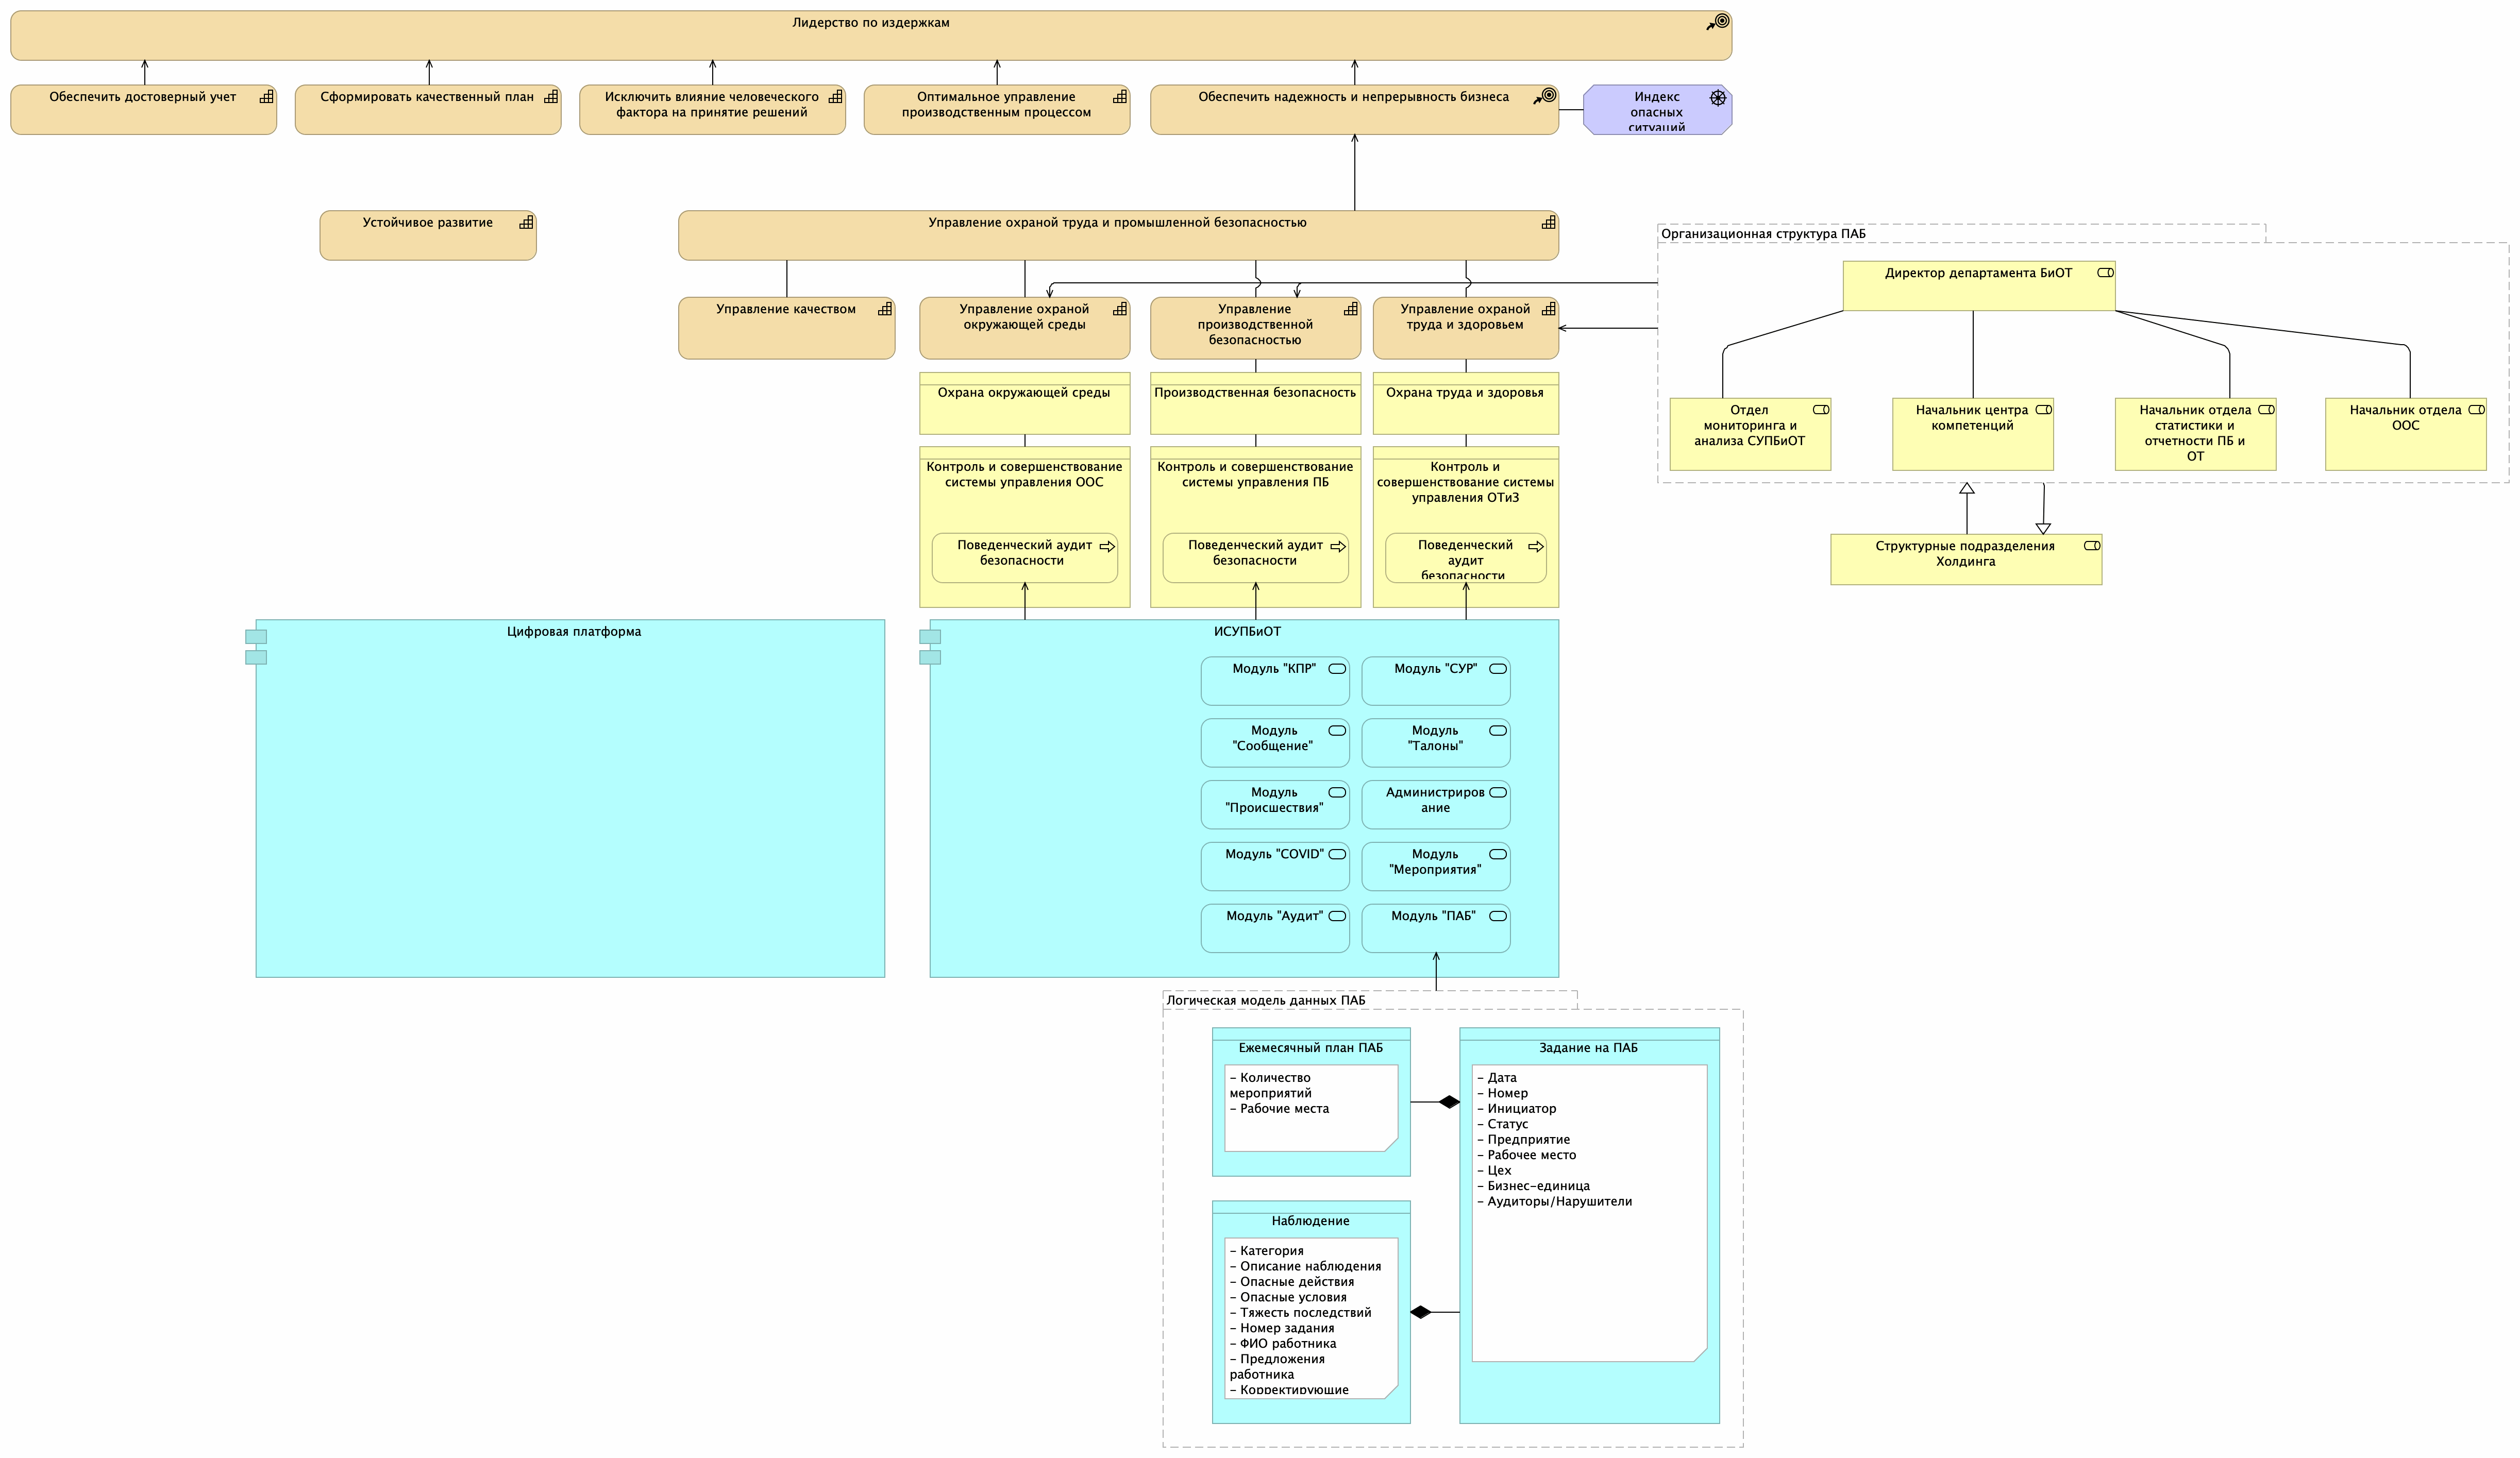 Лидерство по издержкам
Обеспечить достоверный учет
Сформировать качественный план
Исключить влияние человеческого
фактора на принятие решений
Оптимальное управление
производственным процессом
Обеспечить надежность и непрерывность бизнеса
Индекс
опасных
ситуаций
Устойчивое развитие
Управление охраной труда и промышленной безопасностью
Управление качеством
Управление охраной
окружающей среды
Управление
производственной
безопасностью
Управление охраной
труда и здоровьем
Организационная структура ПАБ
Директор департамента БиОТ
Отдел
мониторинга и
анализа СУПБиОТ
Начальник центра
компетенций
Начальник отдела
статистики и
отчетности ПБ и
ОТ
Начальник отдела
ООС
Структурные подразделения
Холдинга
Охрана окружающей среды
Производственная безопасность
Охрана труда и здоровья
Контроль и совершенствование
системы управления ООС
Поведенческий аудит
безопасности
Контроль и совершенствование
системы управления ПБ
Поведенческий аудит
безопасности
Контроль и
совершенствование системы
управления ОТиЗ
Поведенческий
аудит
безопасности
Цифровая платформа
ИСУПБиОТ
Модуль "КПР"
Модуль "СУР"
Модуль
"Сообщение"
Модуль
"Талоны"
Модуль
"Происшествия"
Администриров
ание
Модуль "COVID"
Модуль
"Мероприятия"
Модуль "Аудит"
Модуль "ПАБ"
Логическая модель данных ПАБ
Ежемесячный план ПАБ
- Количество
мероприятий
- Рабочие места
Задание на ПАБ
- Дата
- Номер
- Инициатор
- Статус
- Предприятие
- Рабочее место
- Цех
- Бизнес-единица
- Аудиторы/Нарушители
Наблюдение
- Категория
- Описание наблюдения
- Опасные действия
- Опасные условия
- Тяжесть последствий
- Номер задания
- ФИО работника
- Предложения
работника
- Корректирующие